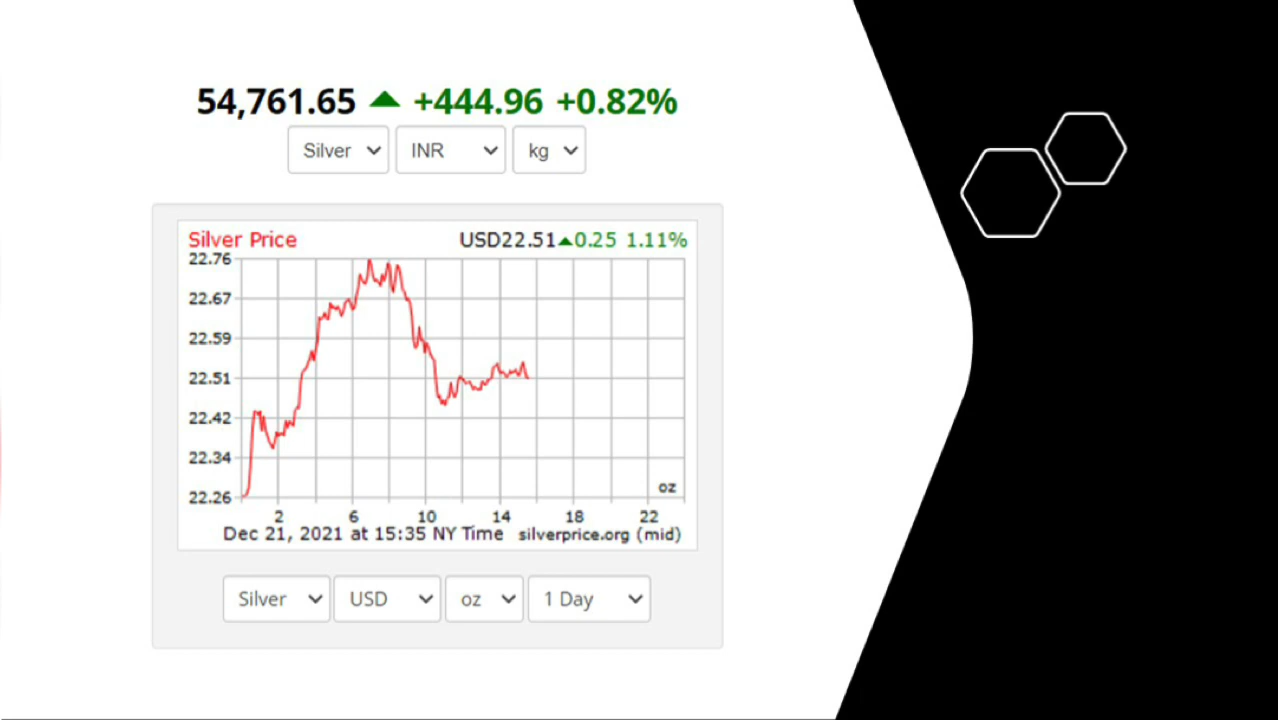 54,761.65 ▲ +444.96 +0.82%
Silver INR kg
Silver Price USD22.51▲0.25 1.11%
22.76
22.67
22.59
22.51
22.42
22.34
22.26
oz
2 6 10 14 18 22
Dec 21, 2021 at 15:35 NY Time silverprice.org (mid)
Silver USD oz 1 Day